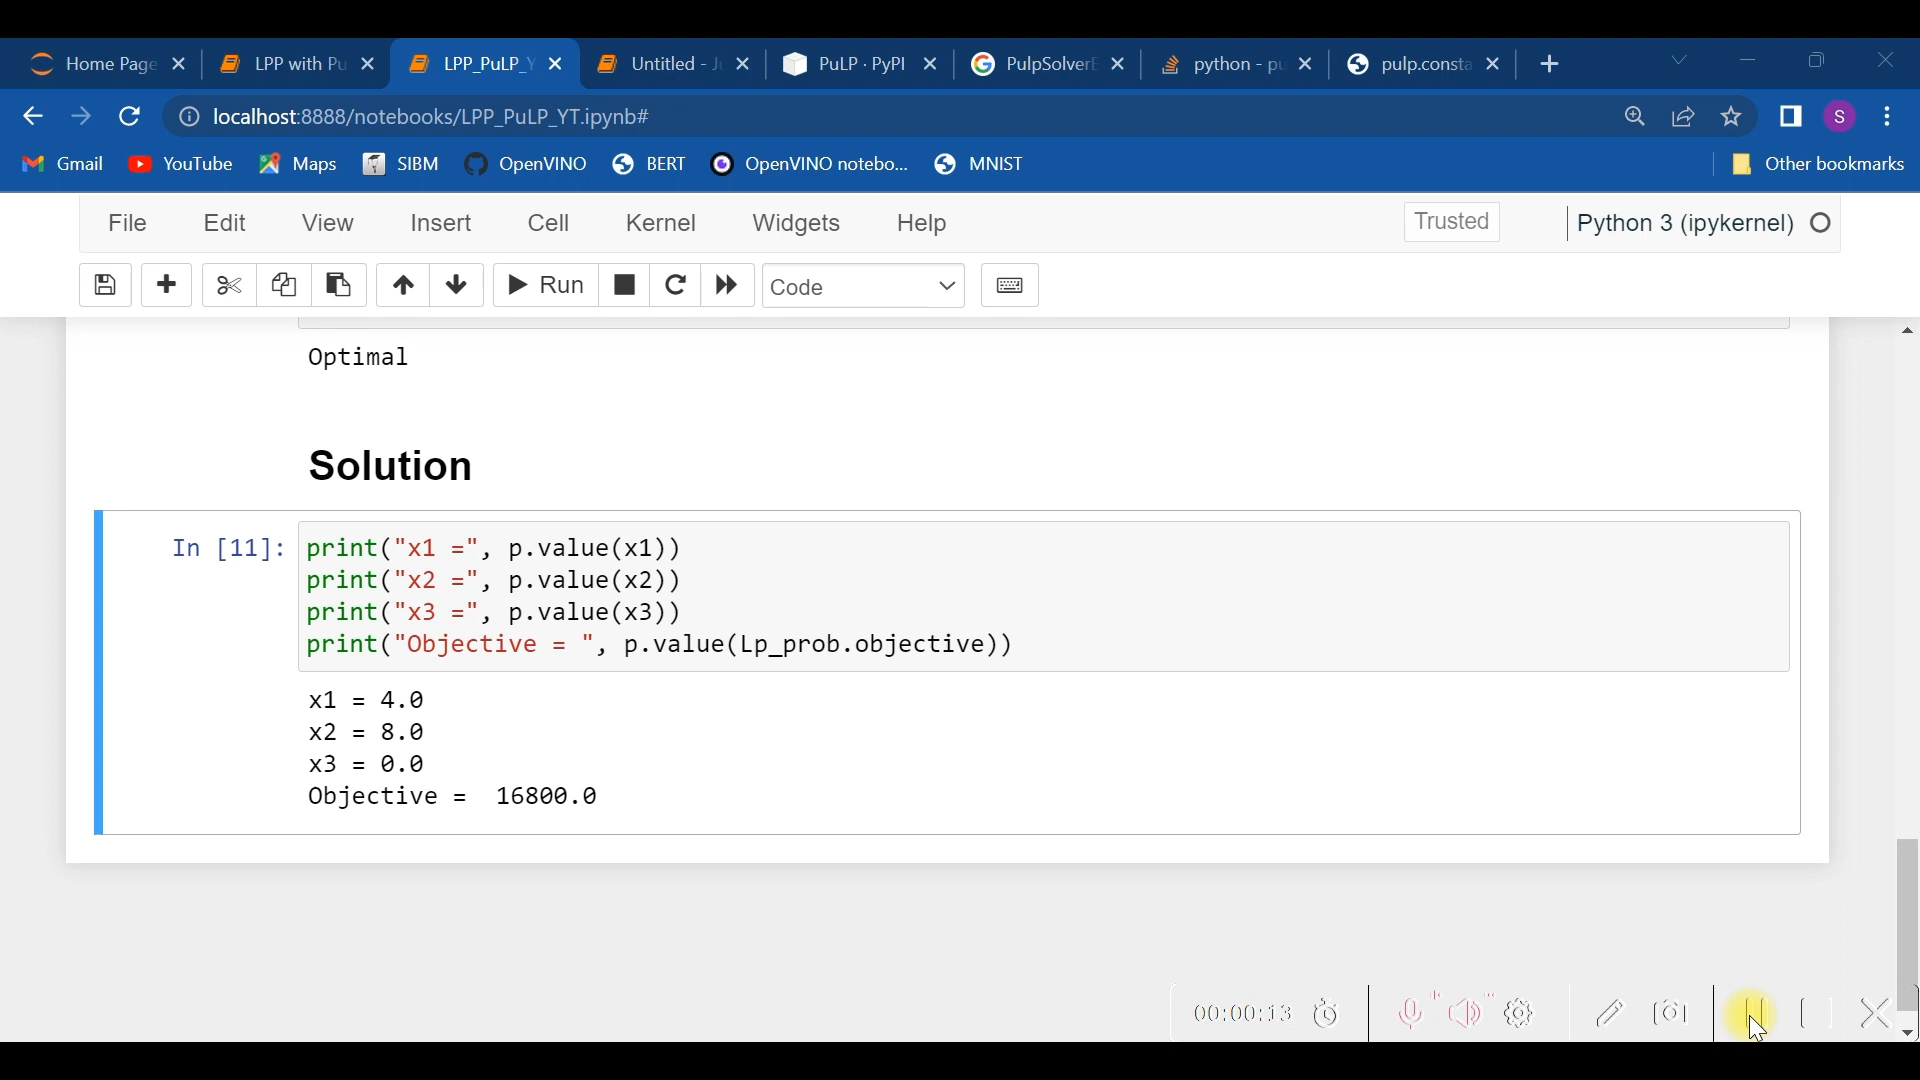 Home Page
LPP with Pu
LPP_PuLP_Y
Untitled - J
PuLP · PyPI
PulpSolverE
python - pu
pulp.consta
localhost:8888/notebooks/LPP_PuLP_YT.ipynb#
S
Gmail
YouTube
Maps
SIBM
OpenVINO
BERT
OpenVINO notebo...
MNIST
Other bookmarks
File Edit View Insert Cell Kernel Widgets Help
Trusted
Python 3 (ipykernel)
Run
Code
Optimal
Solution
In [11]:
print("x1 =", p.value(x1))
print("x2 =", p.value(x2))
print("x3 =", p.value(x3))
print("Objective = ", p.value(Lp_prob.objective))
x1 = 4.0
x2 = 8.0
x3 = 0.0
Objective =  16800.0
00:00:13